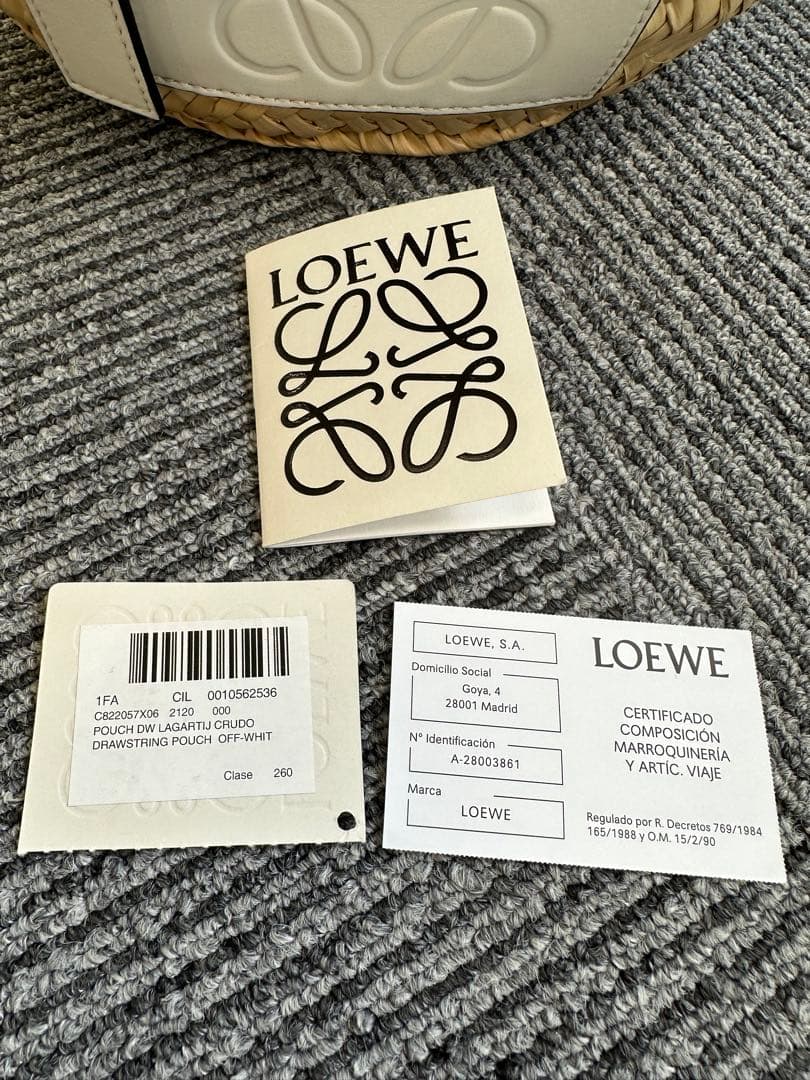 LOEWE
1FA CIL 0010562536
C822057X06 2120 000
POUCH DW LAGARTIJ CRUDO
DRAWSTRING POUCH OFF-WHIT
Clase 260
LOEWE, S.A.
Domicilio Social
Goya, 4
28001 Madrid
N° Identificación
A-28003861
Marca
LOEWE
LOEWE
CERTIFICADO
COMPOSICIÓN
MARROQUINERÍA
Y ARTÍC. VIAJE
Regulado por R. Decretos 769/1984
165/1988 y O.M. 15/2/90